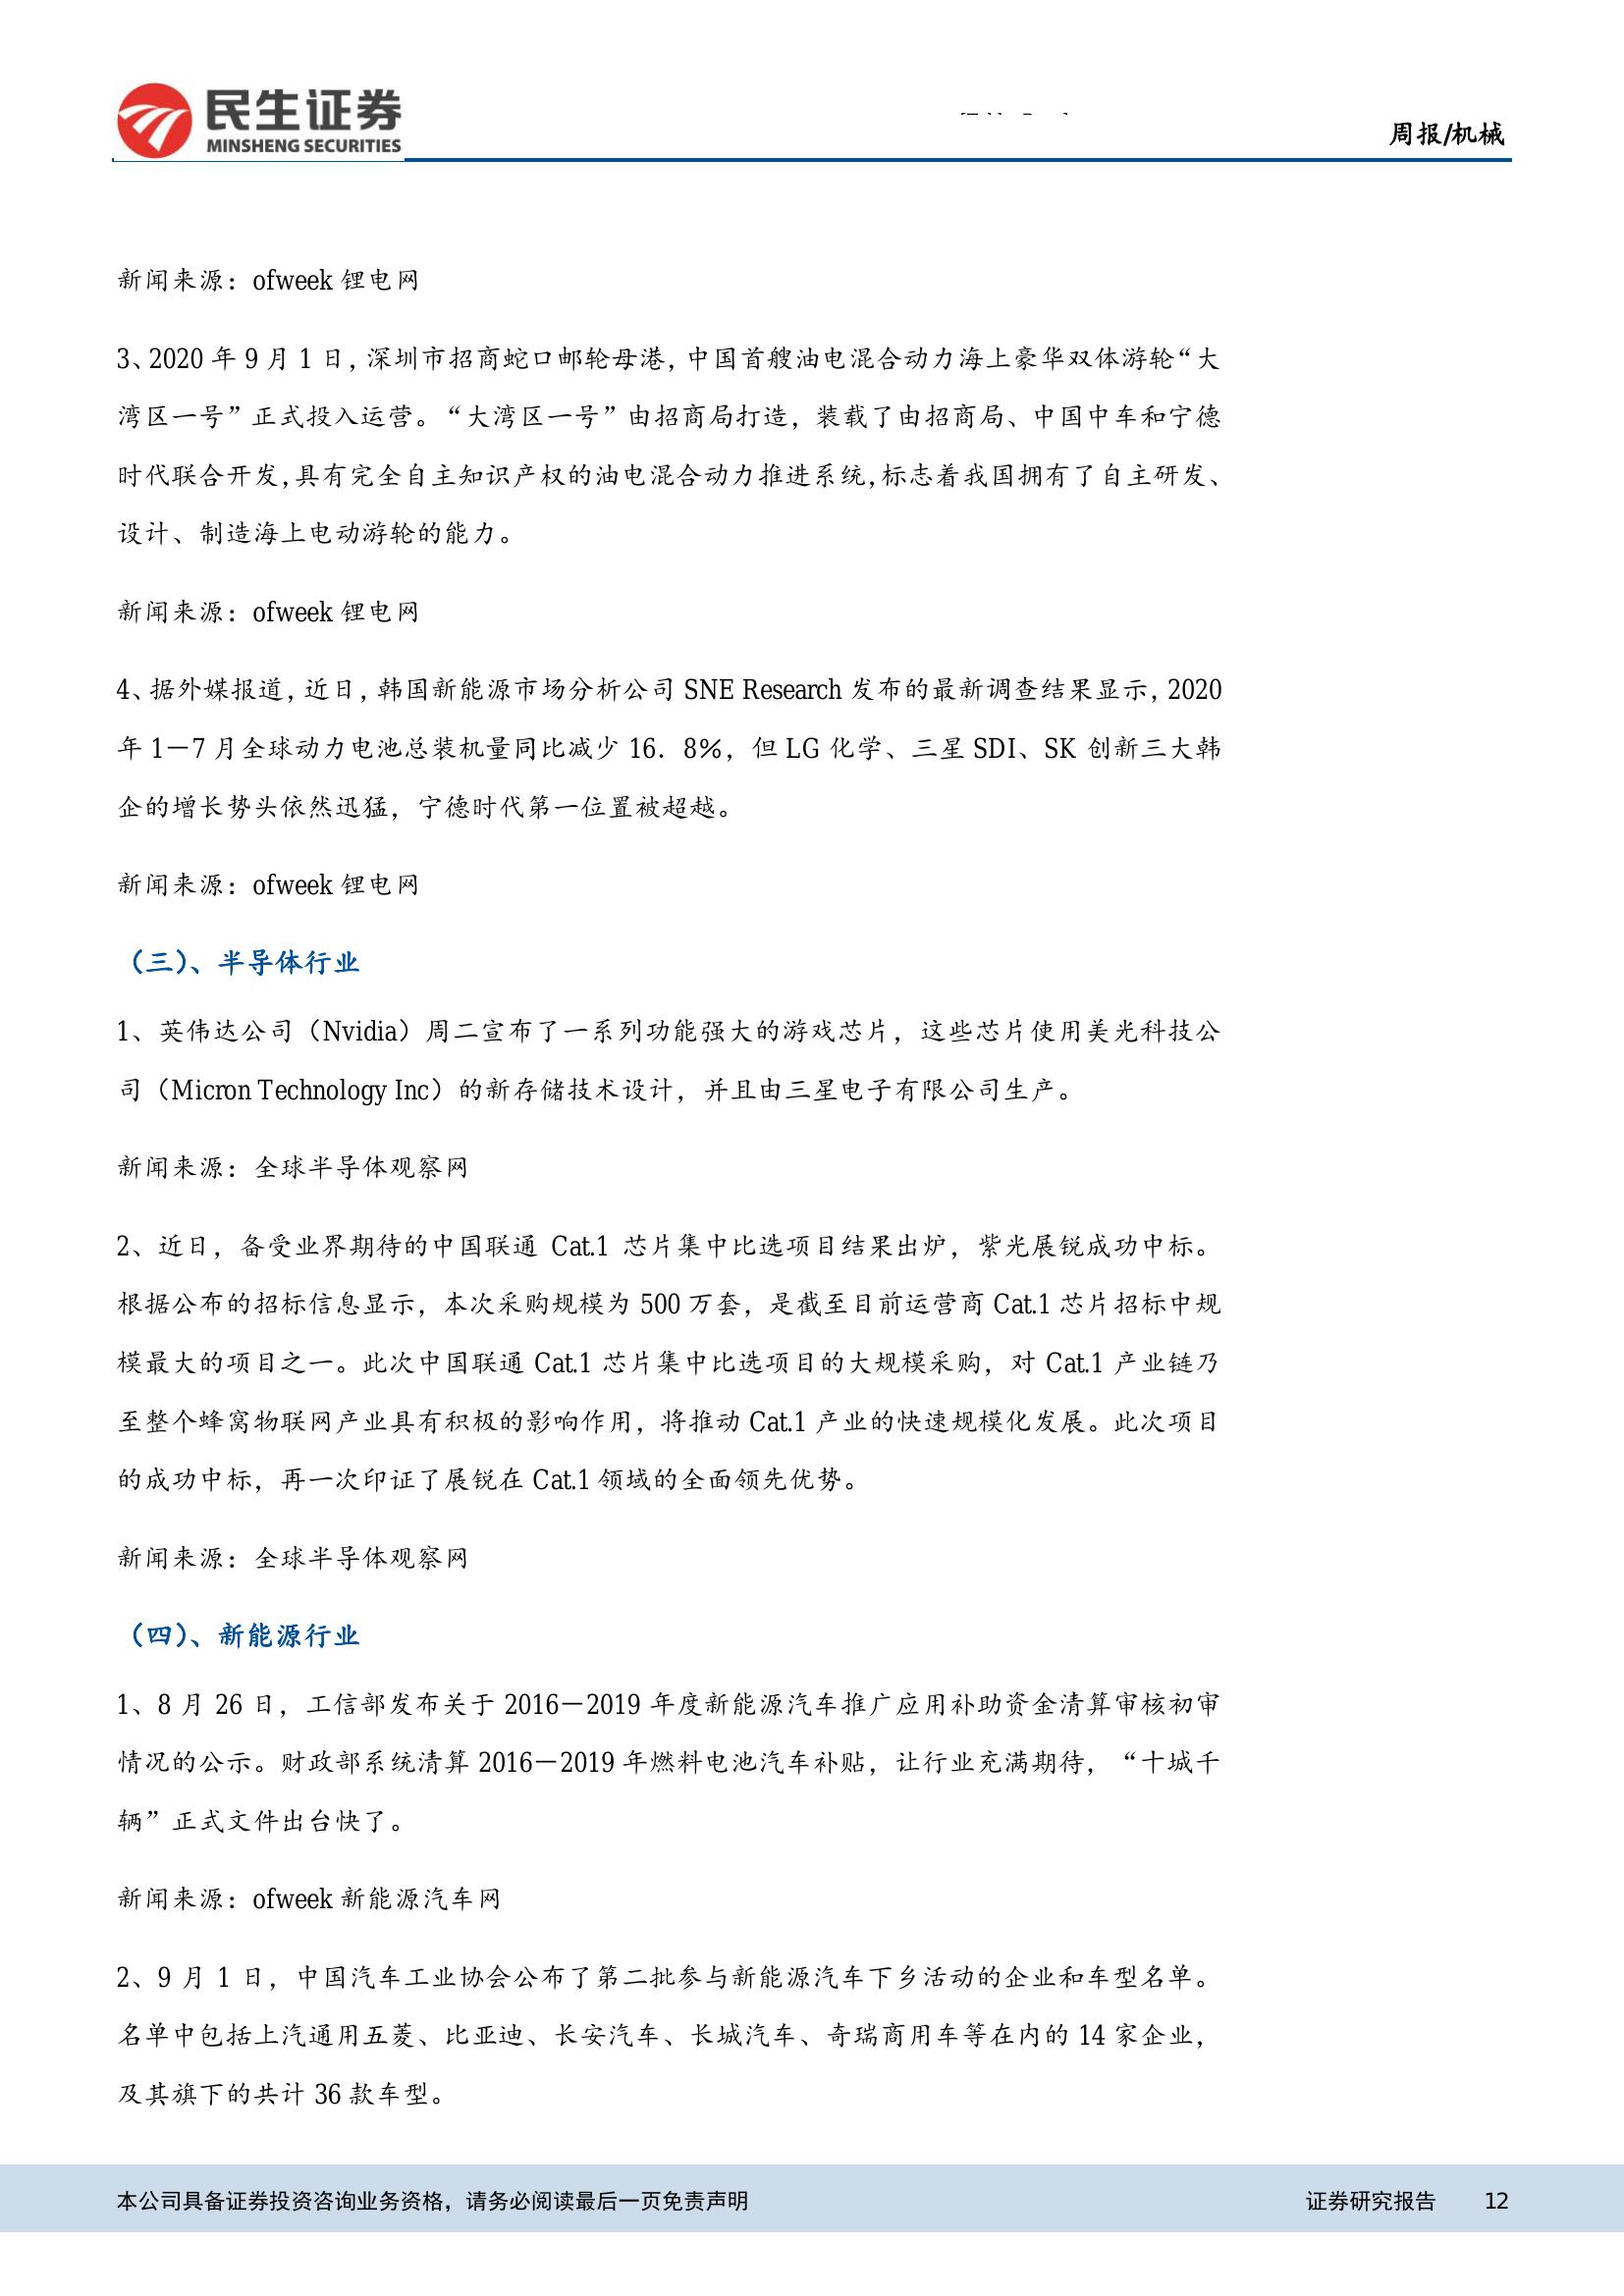 民生证券
MINSHENG SECURITIES
周报/机械
新闻来源：ofweek 锂电网
3、2020 年 9 月 1 日，深圳市招商蛇口邮轮母港，中国首艘油电混合动力海上豪华双体游轮“大
湾区一号”正式投入运营。“大湾区一号”由招商局打造，装载了由招商局、中国中车和宁德
时代联合开发，具有完全自主知识产权的油电混合动力推进系统，标志着我国拥有了自主研发、
设计、制造海上电动游轮的能力。
新闻来源：ofweek 锂电网
4、据外媒报道，近日，韩国新能源市场分析公司 SNE Research 发布的最新调查结果显示，2020
年 1—7 月全球动力电池总装机量同比减少 16．8%，但 LG 化学、三星 SDI、SK 创新三大韩
企的增长势头依然迅猛，宁德时代第一位置被超越。
新闻来源：ofweek 锂电网
（三）、半导体行业
1、英伟达公司（Nvidia）周二宣布了一系列功能强大的游戏芯片，这些芯片使用美光科技公
司（Micron Technology Inc）的新存储技术设计，并且由三星电子有限公司生产。
新闻来源：全球半导体观察网
2、近日，备受业界期待的中国联通 Cat.1 芯片集中比选项目结果出炉，紫光展锐成功中标。
根据公布的招标信息显示，本次采购规模为 500 万套，是截至目前运营商 Cat.1 芯片招标中规
模最大的项目之一。此次中国联通 Cat.1 芯片集中比选项目的大规模采购，对 Cat.1 产业链乃
至整个蜂窝物联网产业具有积极的影响作用，将推动 Cat.1 产业的快速规模化发展。此次项目
的成功中标，再一次印证了展锐在 Cat.1 领域的全面领先优势。
新闻来源：全球半导体观察网
（四）、新能源行业
1、8 月 26 日，工信部发布关于 2016—2019 年度新能源汽车推广应用补助资金清算审核初审
情况的公示。财政部系统清算 2016—2019 年燃料电池汽车补贴，让行业充满期待，“十城千
辆”正式文件出台快了。
新闻来源：ofweek 新能源汽车网
2、9 月 1 日，中国汽车工业协会公布了第二批参与新能源汽车下乡活动的企业和车型名单。
名单中包括上汽通用五菱、比亚迪、长安汽车、长城汽车、奇瑞商用车等在内的 14 家企业，
及其旗下的共计 36 款车型。
本公司具备证券投资咨询业务资格，请务必阅读最后一页免责声明
证券研究报告 12